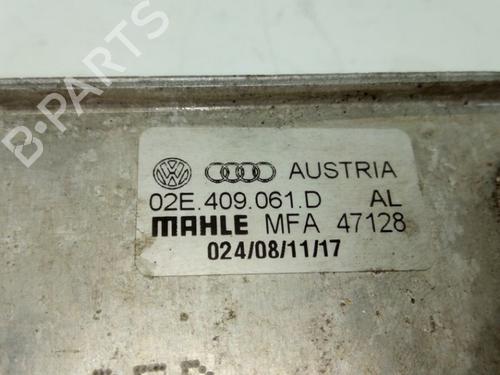 B-PARTS
AUSTRIA
02E.409.061.D AL
MAHLE MFA 47128
024/08/11/17